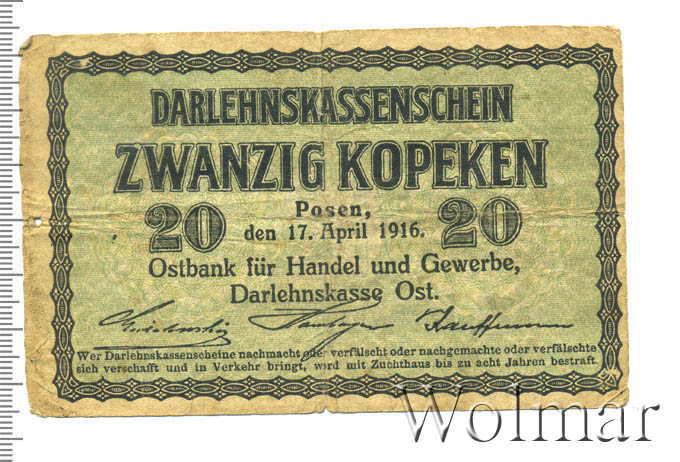 DARLEHNSKASSENSCHEIN
ZWANZIG KOPEKEN
20 Posen, 20
den 17. April 1916.
Ostbank für Handel und Gewerbe,
Darlehnskasse Ost.
Kauffmann
Wer Darlehnskassenscheine nachmacht oder verfälscht oder nachgemachte oder verfälschte
sich verschafft und in Verkehr bringt, wird mit Zuchthaus bis zu acht Jahren bestraft.
Wolmar